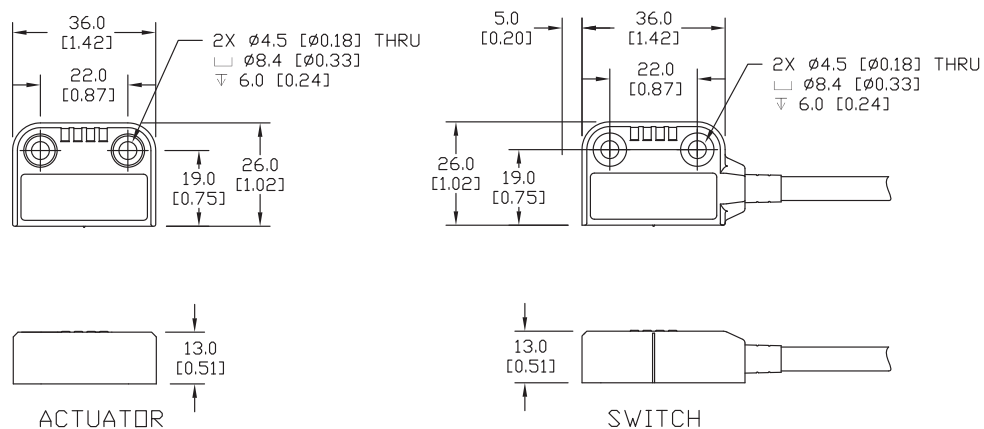 36.0
[1.42]
2X Ø4.5 [Ø0.18] THRU
⌴ Ø8.4 [Ø0.33]
↧ 6.0 [0.24]
22.0
[0.87]
26.0
[1.02]
19.0
[0.75]
5.0
[0.20]
36.0
[1.42]
2X Ø4.5 [Ø0.18] THRU
⌴ Ø8.4 [Ø0.33]
↧ 6.0 [0.24]
22.0
[0.87]
26.0
[1.02]
19.0
[0.75]
13.0
[0.51]
ACTUATOR
13.0
[0.51]
SWITCH